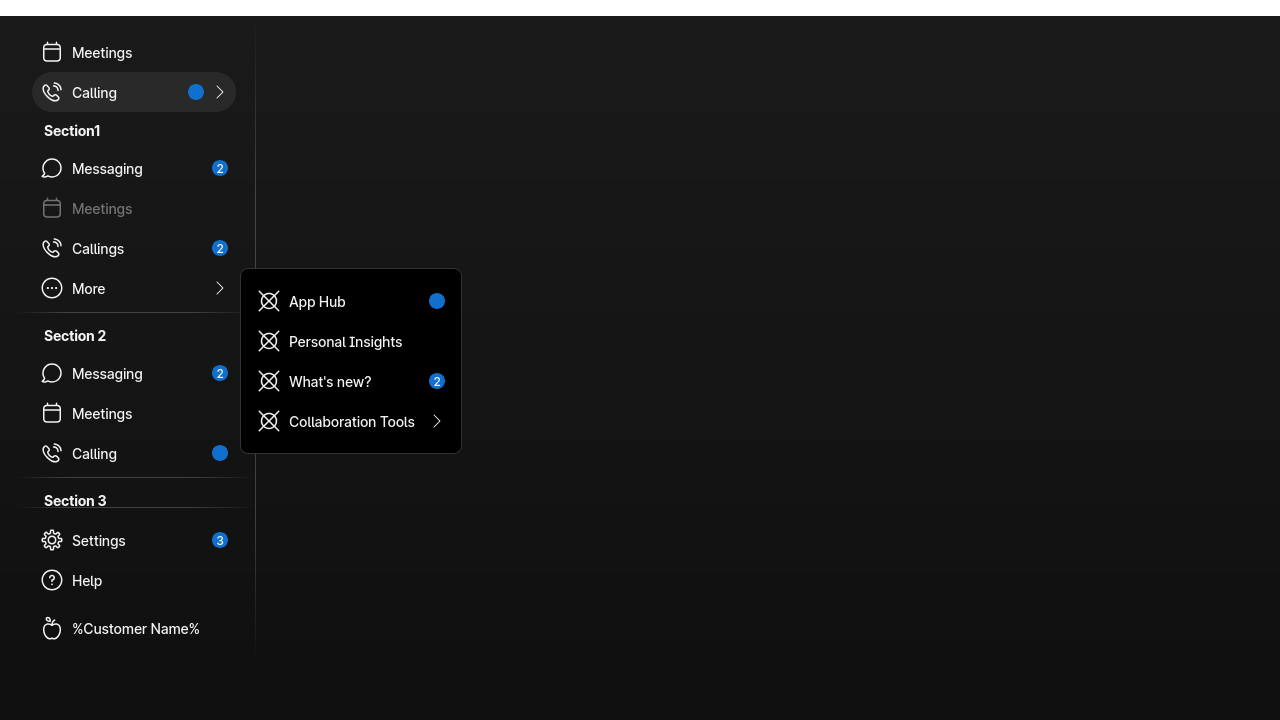 Meetings
Calling
Section1
Messaging 2
Meetings
Callings 2
More
App Hub
Personal Insights
What's new? 2
Collaboration Tools
Section 2
Messaging 2
Meetings
Calling
Section 3
Settings 3
Help
%Customer Name%